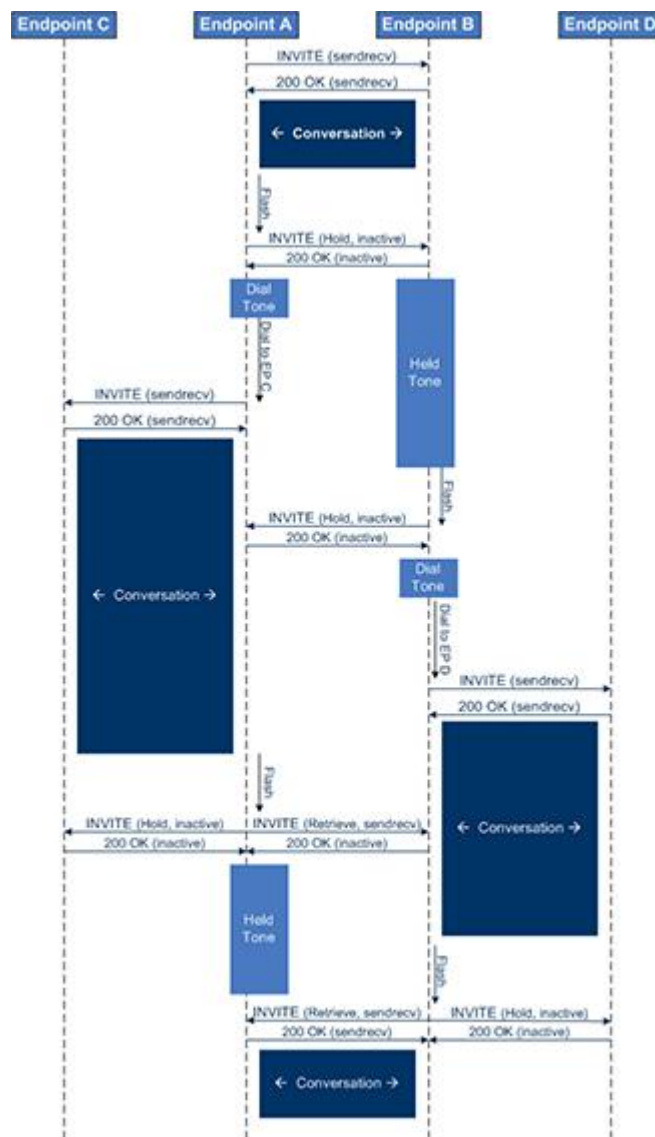 Endpoint C Endpoint A Endpoint B Endpoint D
INVITE (sendrecv)
200 OK (sendrecv)
← Conversation →
Flash
INVITE (Hold, inactive)
200 OK (inactive)
Dial
Tone
Dial to EP C
Held
Tone
INVITE (sendrecv)
200 OK (sendrecv)
Flash
INVITE (Hold, inactive)
200 OK (inactive)
Dial
Tone
← Conversation →
Dial to EP D
INVITE (sendrecv)
200 OK (sendrecv)
Flash
INVITE (Hold, inactive) INVITE (Retrieve, sendrecv)
← Conversation →
200 OK (inactive) 200 OK (inactive)
Held
Tone
Flash
INVITE (Retrieve, sendrecv) INVITE (Hold, inactive)
200 OK (sendrecv) 200 OK (inactive)
← Conversation →